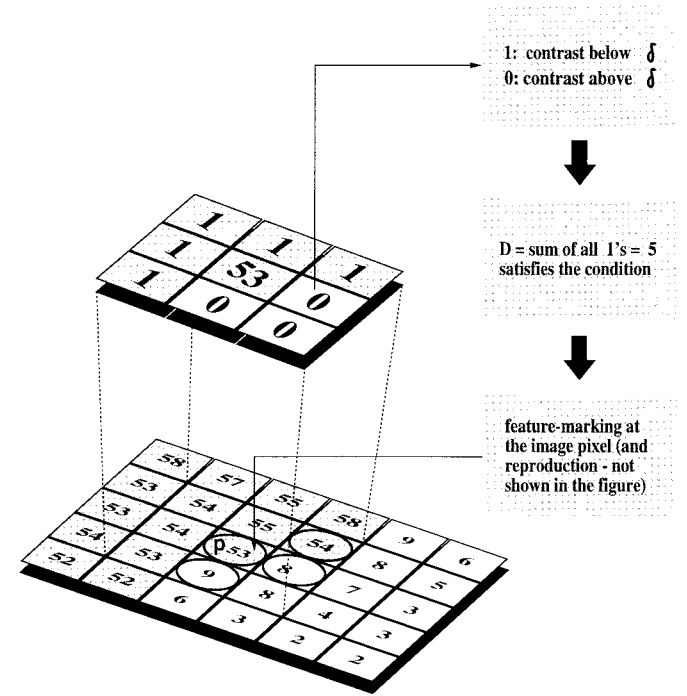 1: contrast below δ
0: contrast above δ
D = sum of all 1's = 5
satisfies the condition
feature-marking at
the image pixel (and
reproduction - not
shown in the figure)
1 1 1
1 53 0
1 0 0
58 57 55 58 9 6
53 54 55 54 8 5
53 54 p 53 8 7 3
54 53 9 8 4 3
52 52 6 3 2 2